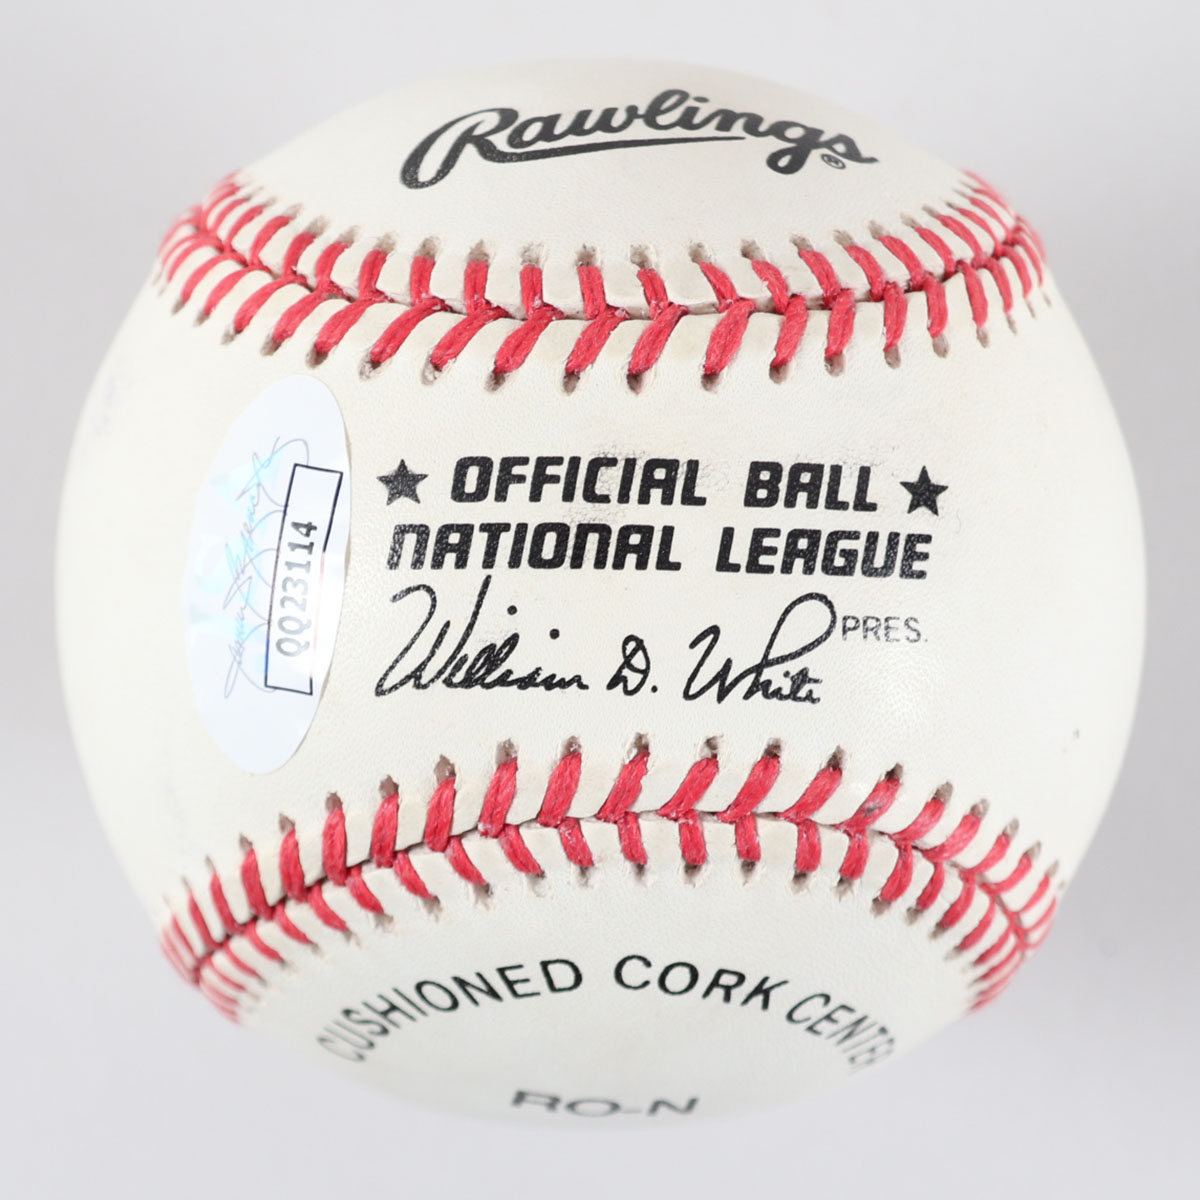 Rawlings®
★ OFFICIAL BALL ★
NATIONAL LEAGUE
William D. White PRES.
QQ23114
CUSHIONED CORK CENTER
RO-N